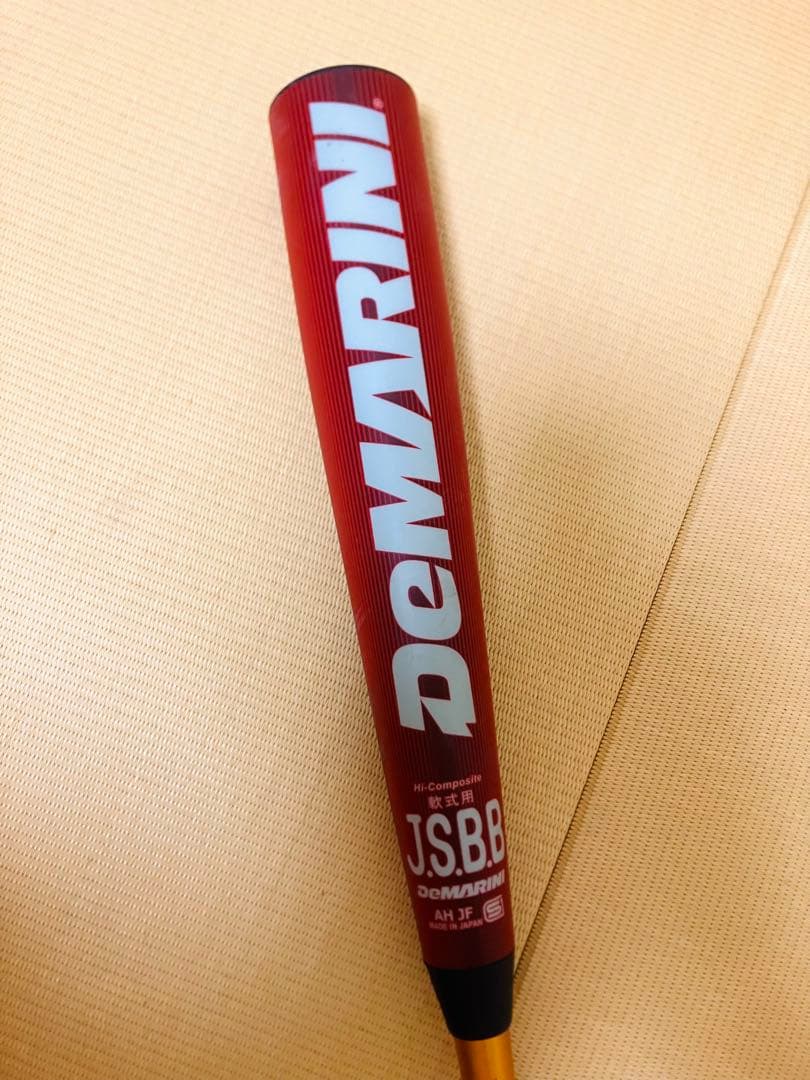 DeMARINI®
Hi-Composite
軟式用
J.S.B.B
DeMARINI
AH JF
MADE IN JAPAN